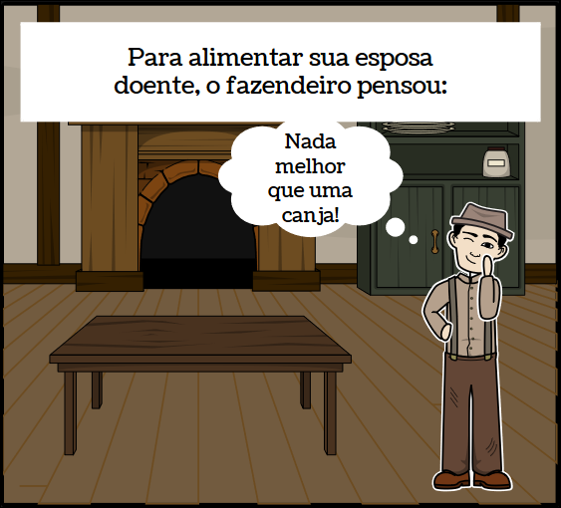 Para alimentar sua esposa
doente, o fazendeiro pensou:
Nada
melhor
que uma
canja!